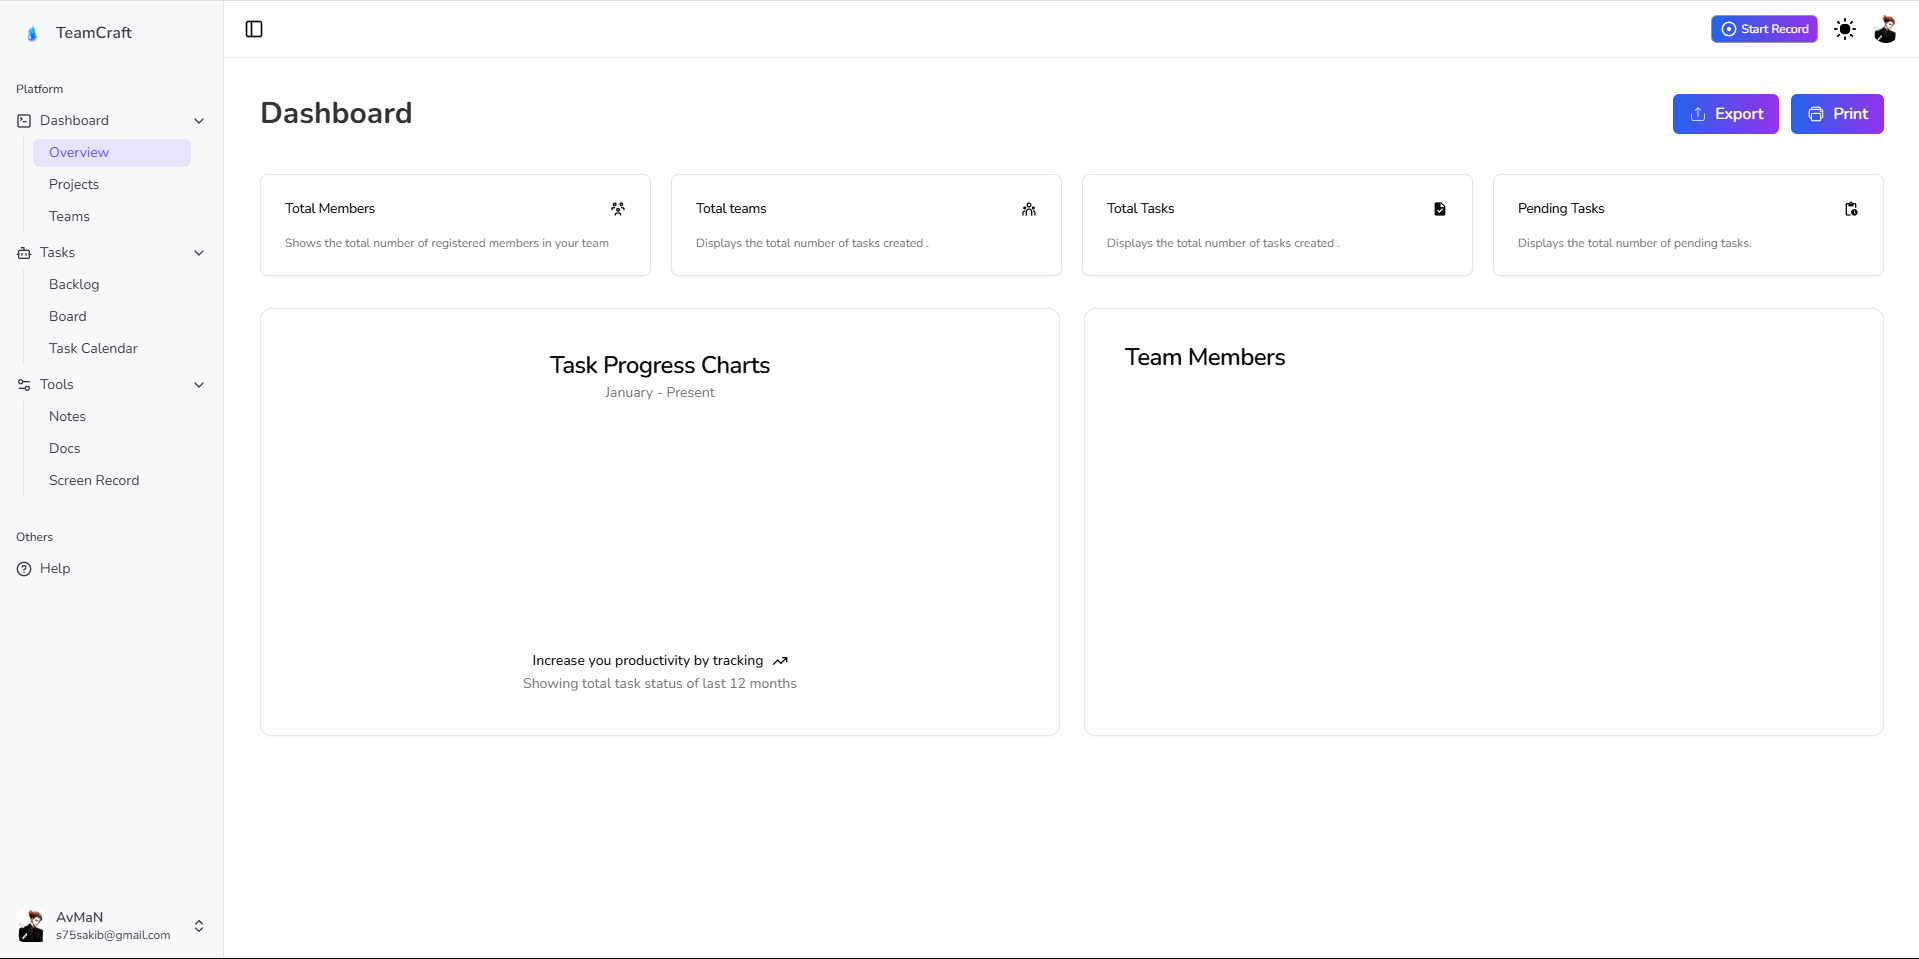 TeamCraft
Start Record
Platform
Dashboard
Overview
Projects
Teams
Tasks
Backlog
Board
Task Calendar
Tools
Notes
Docs
Screen Record
Others
Help
AvMaN
s75sakib@gmail.com
Dashboard
Export
Print
Total Members
Shows the total number of registered members in your team
Total teams
Displays the total number of tasks created .
Total Tasks
Displays the total number of tasks created .
Pending Tasks
Displays the total number of pending tasks.
Task Progress Charts
January - Present
Increase you productivity by tracking
Showing total task status of last 12 months
Team Members